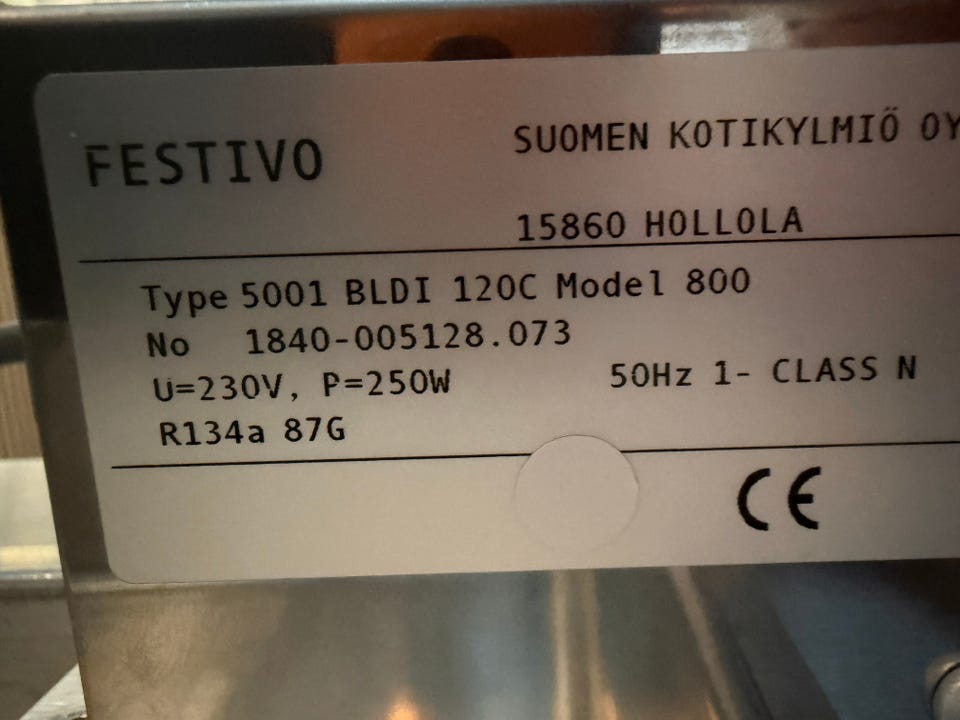 FESTIVO
SUOMEN KOTIKYLMIÖ OY
15860 HOLLOLA
Type 5001 BLDI 120C Model 800
No 1840-005128.073
U=230V, P=250W 50Hz 1- CLASS N
R134a 87G
CE